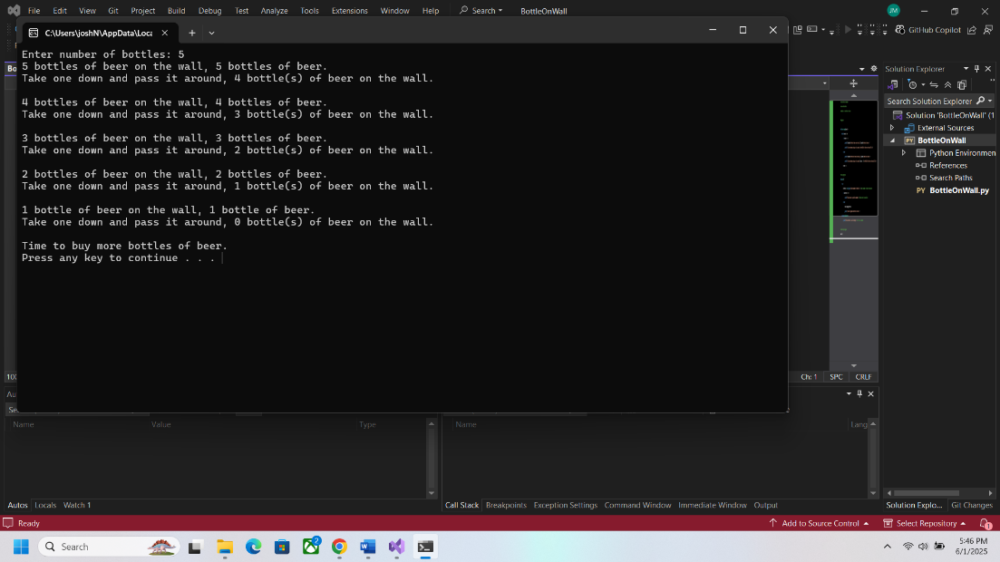 File Edit View Git Project Build Debug Test Analyze Tools Extensions Window Help Search BottleOnWall JM
C:\Users\joshN\AppData\Loca
GitHub Copilot
Enter number of bottles: 5
5 bottles of beer on the wall, 5 bottles of beer.
Take one down and pass it around, 4 bottle(s) of beer on the wall.
4 bottles of beer on the wall, 4 bottles of beer.
Take one down and pass it around, 3 bottle(s) of beer on the wall.
3 bottles of beer on the wall, 3 bottles of beer.
Take one down and pass it around, 2 bottle(s) of beer on the wall.
2 bottles of beer on the wall, 2 bottles of beer.
Take one down and pass it around, 1 bottle(s) of beer on the wall.
1 bottle of beer on the wall, 1 bottle of beer.
Take one down and pass it around, 0 bottle(s) of beer on the wall.
Time to buy more bottles of beer.
Press any key to continue . . .
Solution Explorer
Search Solution Explorer
Solution 'BottleOnWall' (1
External Sources
PY BottleOnWall
Python Environmen
References
Search Paths
PY BottleOnWall.py
Ch: 1 SPC CRLF
Name Value Type
Name Lang
Autos Locals Watch 1
Call Stack Breakpoints Exception Settings Command Window Immediate Window Output
Solution Explo... Git Changes
Ready
Add to Source Control Select Repository 1
Search
2
5:46 PM
6/1/2025